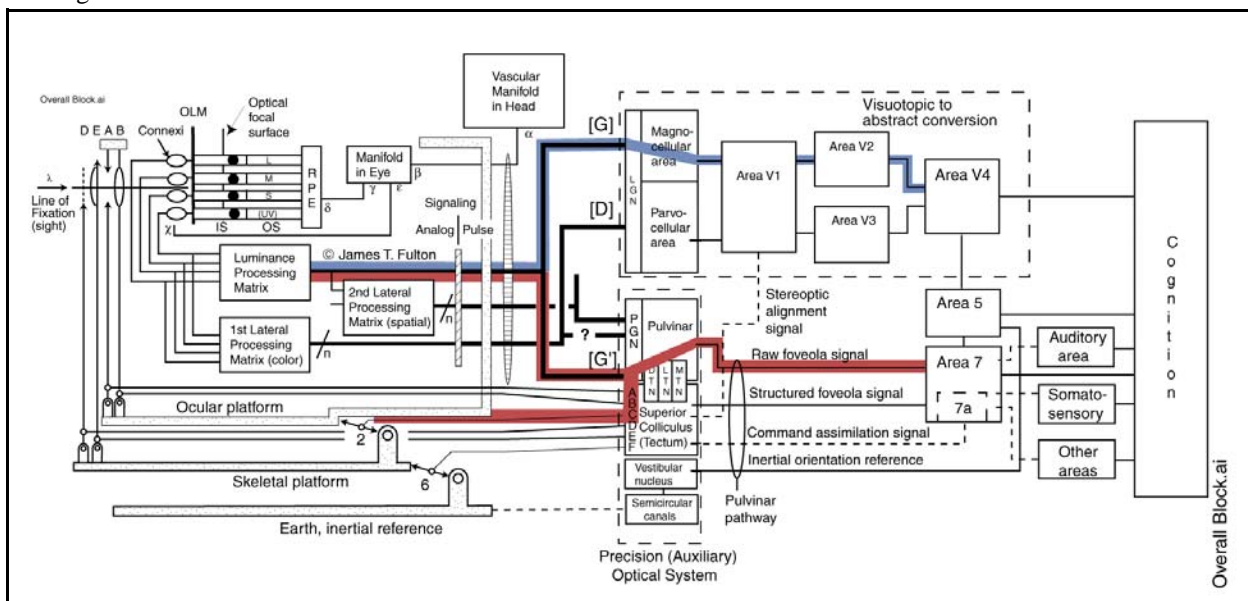 Overall Block.ai
D E A B
Connexi
OLM
Optical
focal
surface
λ
Line of
Fixation
(sight)
L
M
S
(UV)
IS
OS
R
P
E
χ
δ
Manifold
in Eye
γ
ε
β
α
Vascular
Manifold
in Head
Signaling
Analog
Pulse
© James T. Fulton
Luminance
Processing
Matrix
2nd Lateral
Processing
Matrix (spatial)
n
1st Lateral
Processing
Matrix (color)
n
?
Ocular platform
2
Skeletal platform
6
Earth, inertial reference
[G]
[D]
[G']
L
G
N
Magno-
cellular
area
Parvo-
cellular
area
Visuotopic to
abstract conversion
Area V1
Area V2
Area V3
Area V4
Stereoptic
alignment
signal
P
G
N
Pulvinar
D
T
N
L
T
N
M
T
N
A
B
C
D
E
F
Superior
Colliculus
(Tectum)
Vestibular
nucleus
Semicircular
canals
Precision (Auxiliary)
Optical System
Raw foveola signal
Structured foveola signal
Command assimilation signal
Inertial orientation reference
Pulvinar
pathway
Area 5
Area 7
7a
Auditory
area
Somato-
sensory
Other
areas
C
o
g
n
i
t
i
o
n
Overall Block.ai